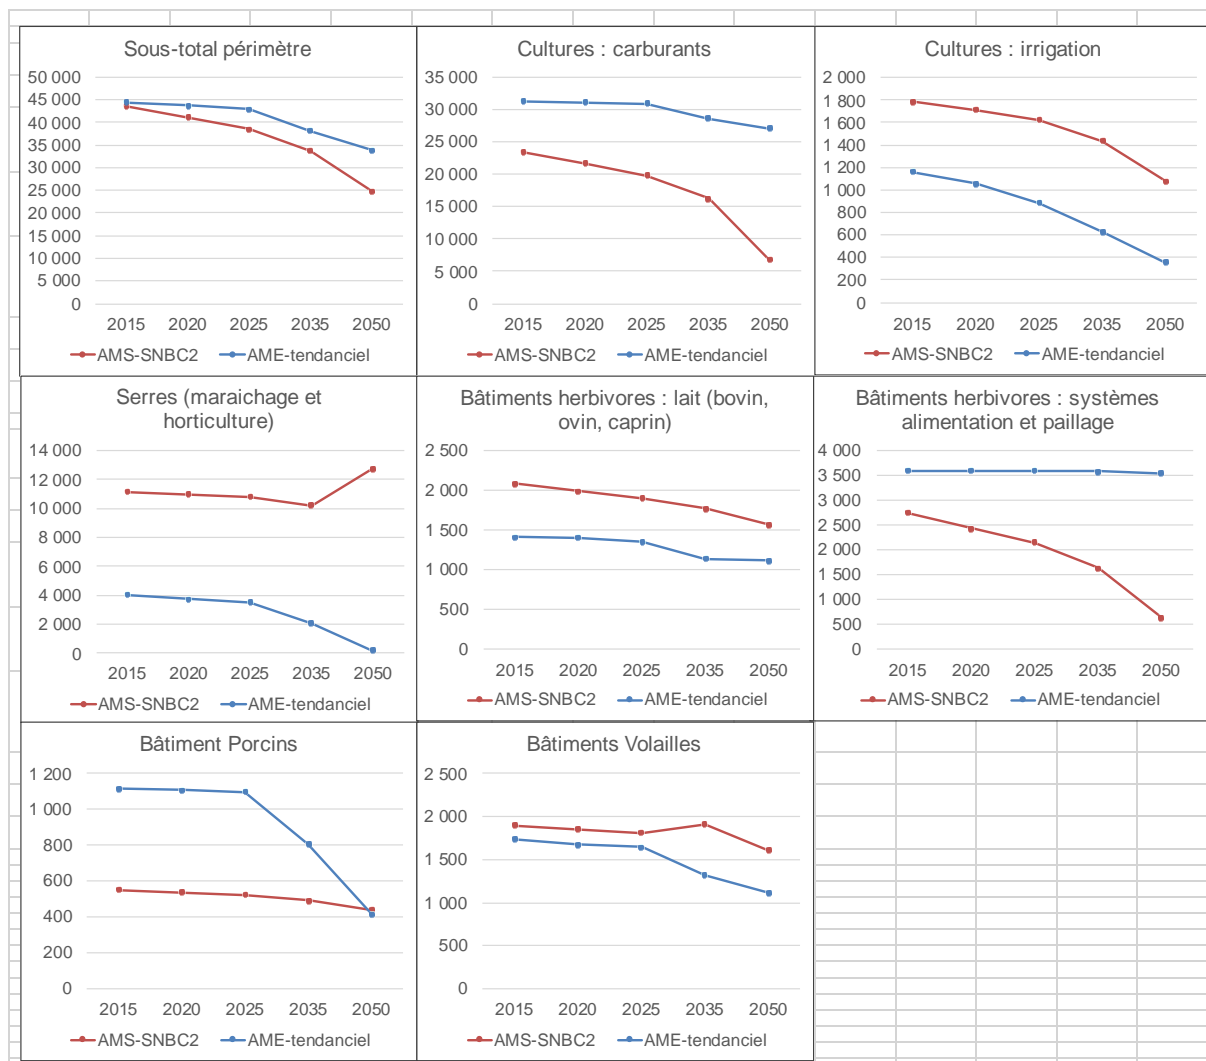 Sous-total périmètre
50 000
45 000
40 000
35 000
30 000
25 000
20 000
15 000
10 000
5 000
0
2015 2020 2025 2035 2050
AMS-SNBC2 AME-tendanciel
Cultures : carburants
35 000
30 000
25 000
20 000
15 000
10 000
5 000
0
2015 2020 2025 2035 2050
AMS-SNBC2 AME-tendanciel
Cultures : irrigation
2 000
1 800
1 600
1 400
1 200
1 000
800
600
400
200
0
2015 2020 2025 2035 2050
AMS-SNBC2 AME-tendanciel
Serres (maraichage et
horticulture)
14 000
12 000
10 000
8 000
6 000
4 000
2 000
0
2015 2020 2025 2035 2050
AMS-SNBC2 AME-tendanciel
Bâtiments herbivores : lait (bovin,
ovin, caprin)
2 500
2 000
1 500
1 000
500
0
2015 2020 2025 2035 2050
AMS-SNBC2 AME-tendanciel
Bâtiments herbivores : systèmes
alimentation et paillage
4 000
3 500
3 000
2 500
2 000
1 500
1 000
500
0
2015 2020 2025 2035 2050
AMS-SNBC2 AME-tendanciel
Bâtiment Porcins
1 200
1 000
800
600
400
200
0
2015 2020 2025 2035 2050
AMS-SNBC2 AME-tendanciel
Bâtiments Volailles
2 500
2 000
1 500
1 000
500
0
2015 2020 2025 2035 2050
AMS-SNBC2 AME-tendanciel